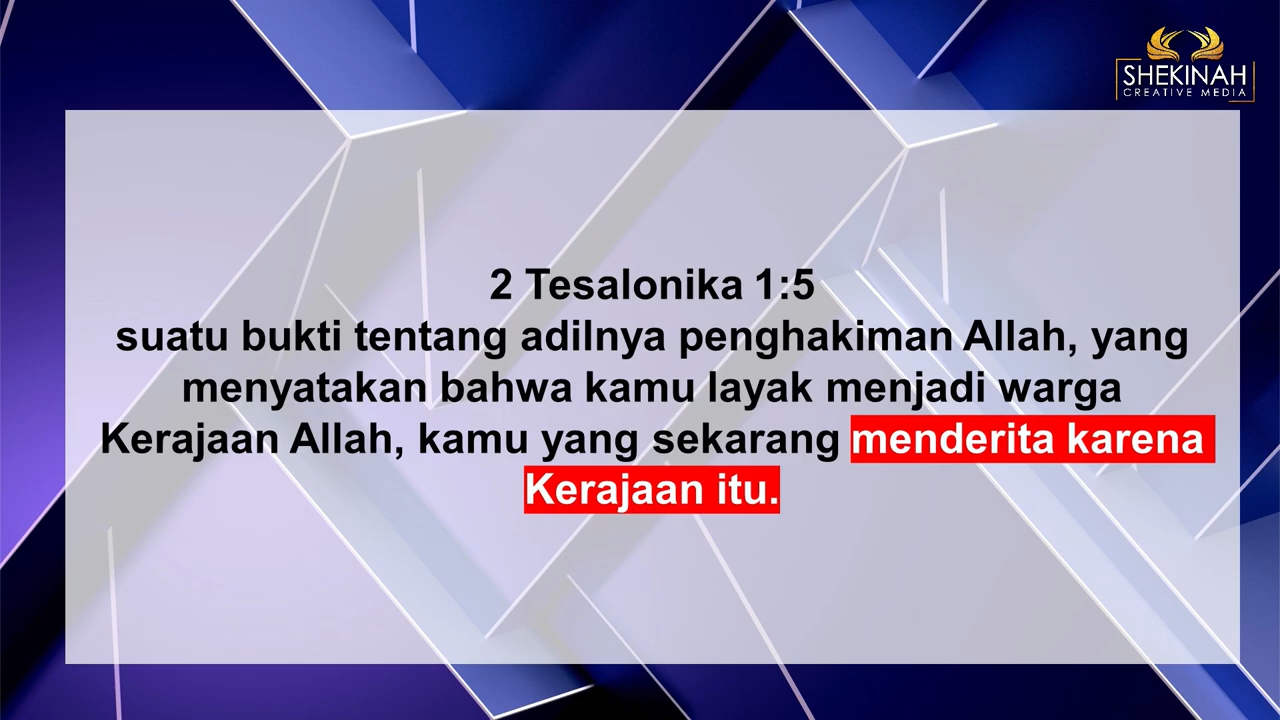 SHEKINAH
CREATIVE MEDIA
2 Tesalonika 1:5
suatu bukti tentang adilnya penghakiman Allah, yang
menyatakan bahwa kamu layak menjadi warga
Kerajaan Allah, kamu yang sekarang menderita karena
Kerajaan itu.